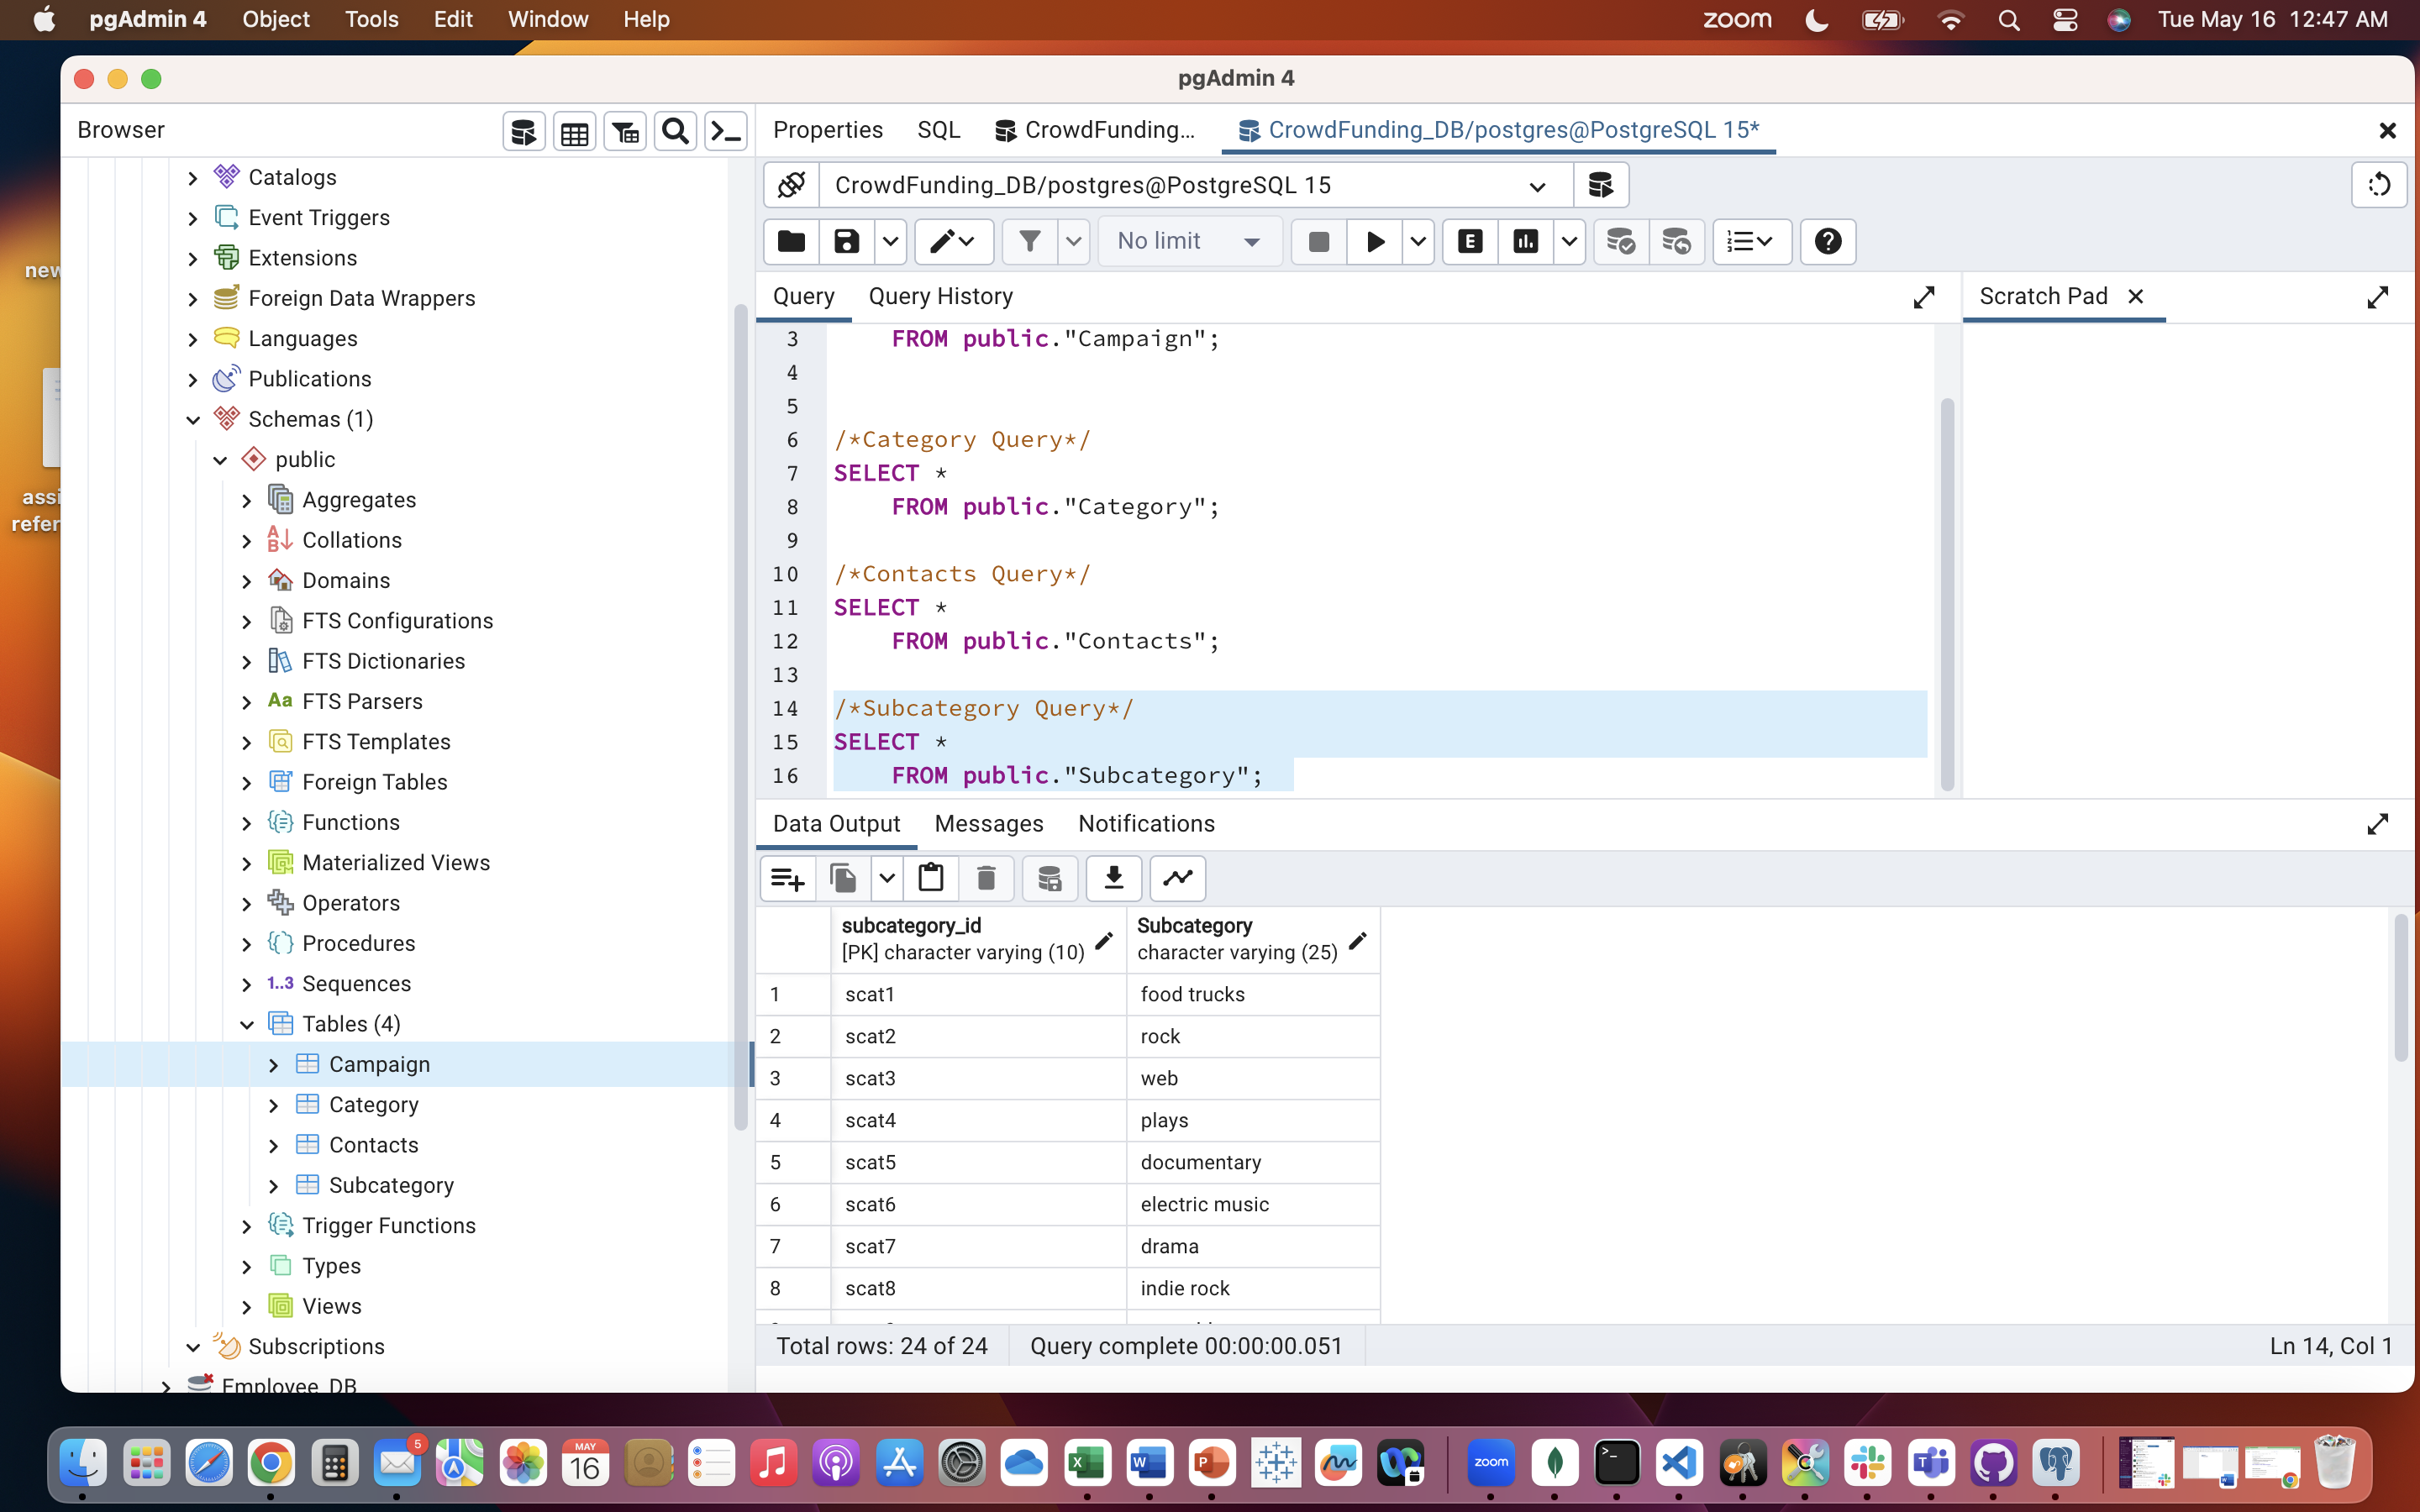 pgAdmin 4 Object Tools Edit Window Help zoom Tue May 16 12:47 AM
pgAdmin 4
Browser
Properties SQL CrowdFunding... CrowdFunding_DB/postgres@PostgreSQL 15*
CrowdFunding_DB/postgres@PostgreSQL 15
No limit
E
Query Query History
Scratch Pad
Catalogs
Event Triggers
Extensions
Foreign Data Wrappers
Languages
Publications
Schemas (1)
public
Aggregates
Collations
Domains
FTS Configurations
FTS Dictionaries
Aa FTS Parsers
FTS Templates
Foreign Tables
Functions
Materialized Views
Operators
Procedures
1..3 Sequences
Tables (4)
Campaign
Category
Contacts
Subcategory
Trigger Functions
Types
Views
Subscriptions
Employee_DB
new
assi
refer
3 FROM public."Campaign";
4
5
6 /*Category Query*/
7 SELECT *
8 FROM public."Category";
9
10 /*Contacts Query*/
11 SELECT *
12 FROM public."Contacts";
13
14 /*Subcategory Query*/
15 SELECT *
16 FROM public."Subcategory";
Data Output Messages Notifications
subcategory_id Subcategory
[PK] character varying (10) character varying (25)
1 scat1 food trucks
2 scat2 rock
3 scat3 web
4 scat4 plays
5 scat5 documentary
6 scat6 electric music
7 scat7 drama
8 scat8 indie rock
Total rows: 24 of 24 Query complete 00:00:00.051 Ln 14, Col 1
5
MAY
16
zoom